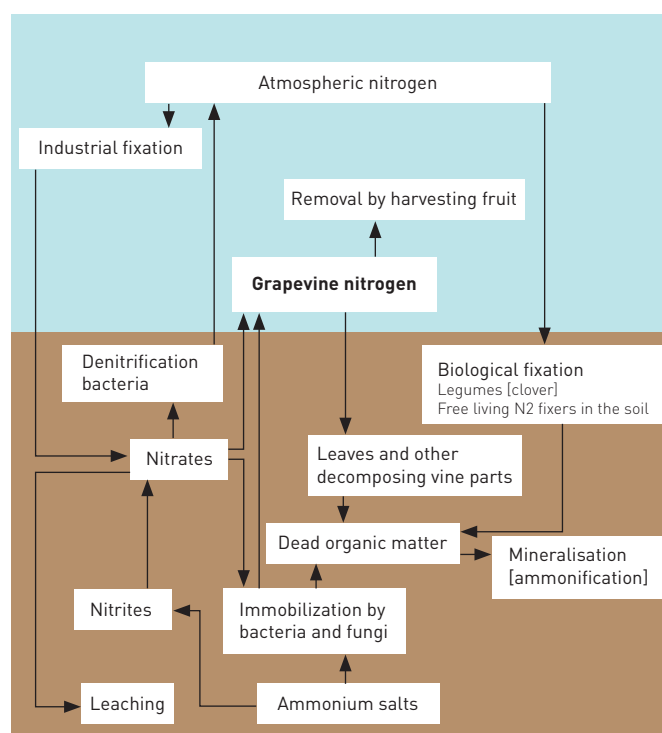 Atmospheric nitrogen
Industrial fixation
Removal by harvesting fruit
Grapevine nitrogen
Denitrification
bacteria
Biological fixation
Legumes [clover]
Free living N2 fixers in the soil
Nitrates
Leaves and other
decomposing vine parts
Dead organic matter
Mineralisation
[ammonification]
Nitrites
Immobilization by
bacteria and fungi
Leaching
Ammonium salts